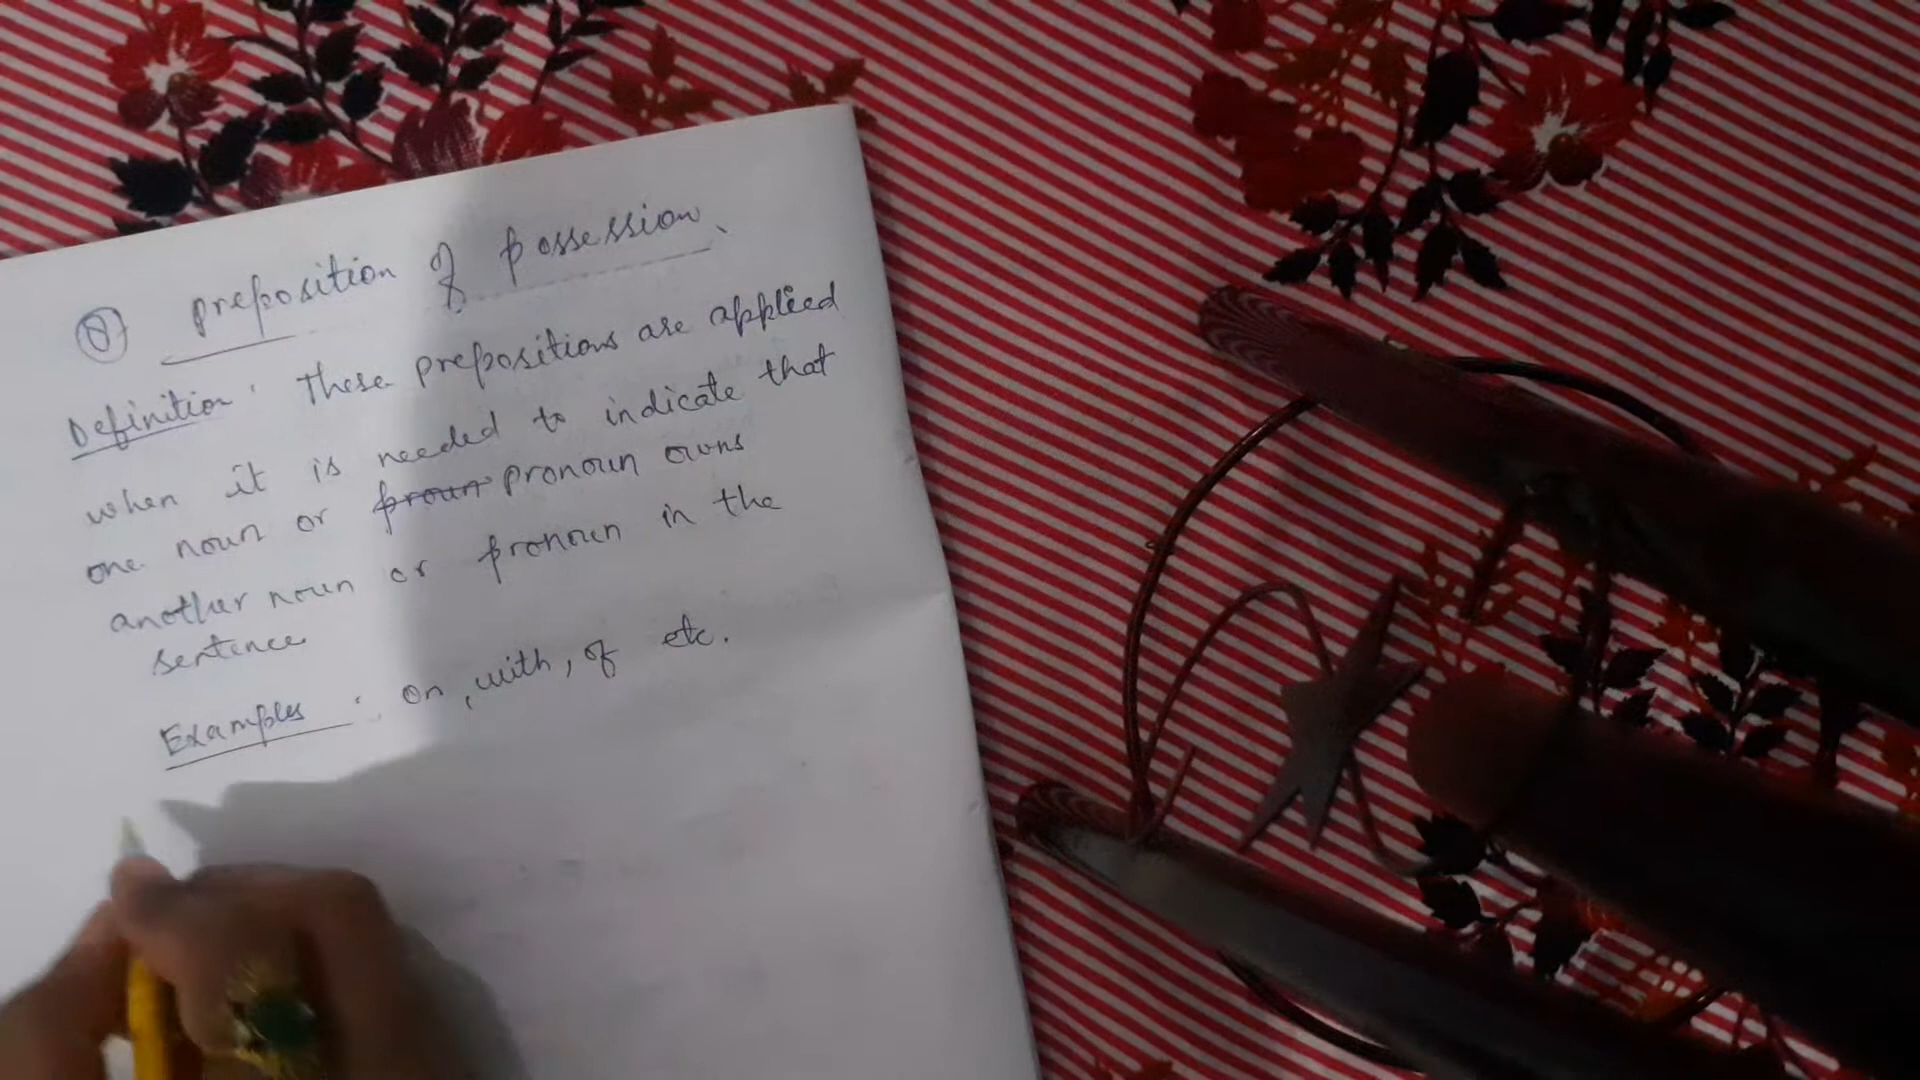 8) preposition of possession
Definition: These prepositions are applied
when it is needed to indicate that
one noun or proun pronoun owns
another noun or pronoun in the
sentence
Examples: on, with, of etc.